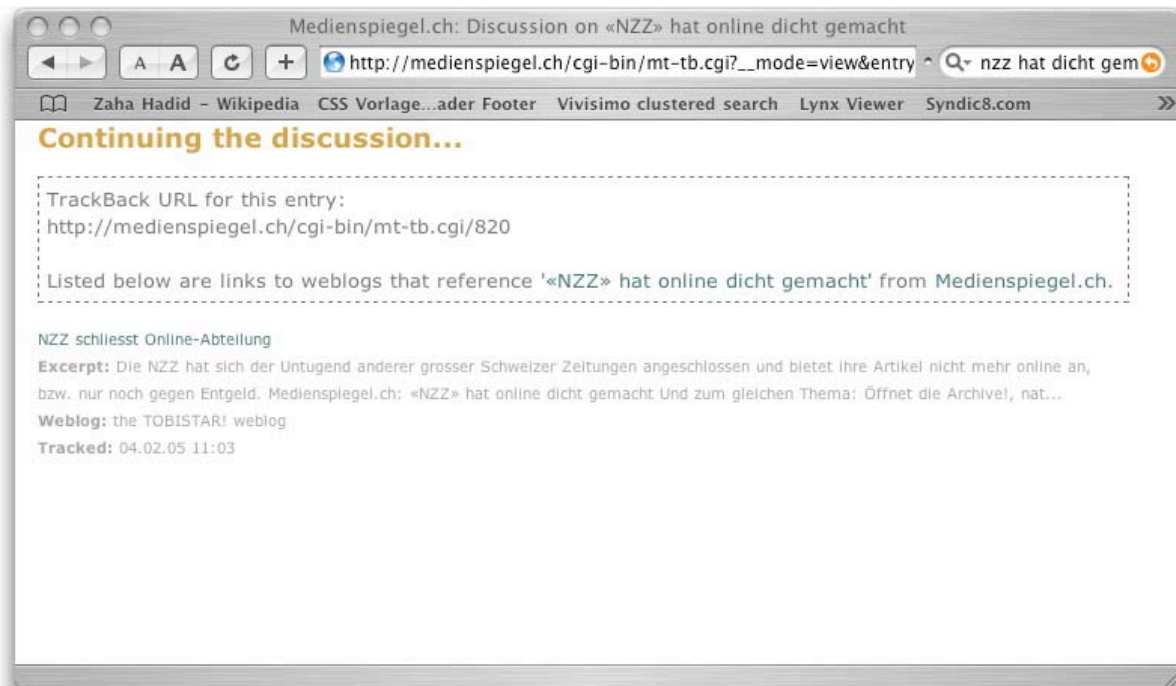 Medienspiegel.ch: Discussion on «NZZ» hat online dicht gemacht
A A http://medienspiegel.ch/cgi-bin/mt-tb.cgi?__mode=view&entry nzz hat dicht gem
Zaha Hadid – Wikipedia CSS Vorlage...ader Footer Vivisimo clustered search Lynx Viewer Syndic8.com
Continuing the discussion...
TrackBack URL for this entry:
http://medienspiegel.ch/cgi-bin/mt-tb.cgi/820
Listed below are links to weblogs that reference '«NZZ» hat online dicht gemacht' from Medienspiegel.ch.
NZZ schliesst Online-Abteilung
Excerpt: Die NZZ hat sich der Untugend anderer grosser Schweizer Zeitungen angeschlossen und bietet ihre Artikel nicht mehr online an,
bzw. nur noch gegen Entgeld. Medienspiegel.ch: «NZZ» hat online dicht gemacht Und zum gleichen Thema: Öffnet die Archive!, nat...
Weblog: the TOBISTAR! weblog
Tracked: 04.02.05 11:03